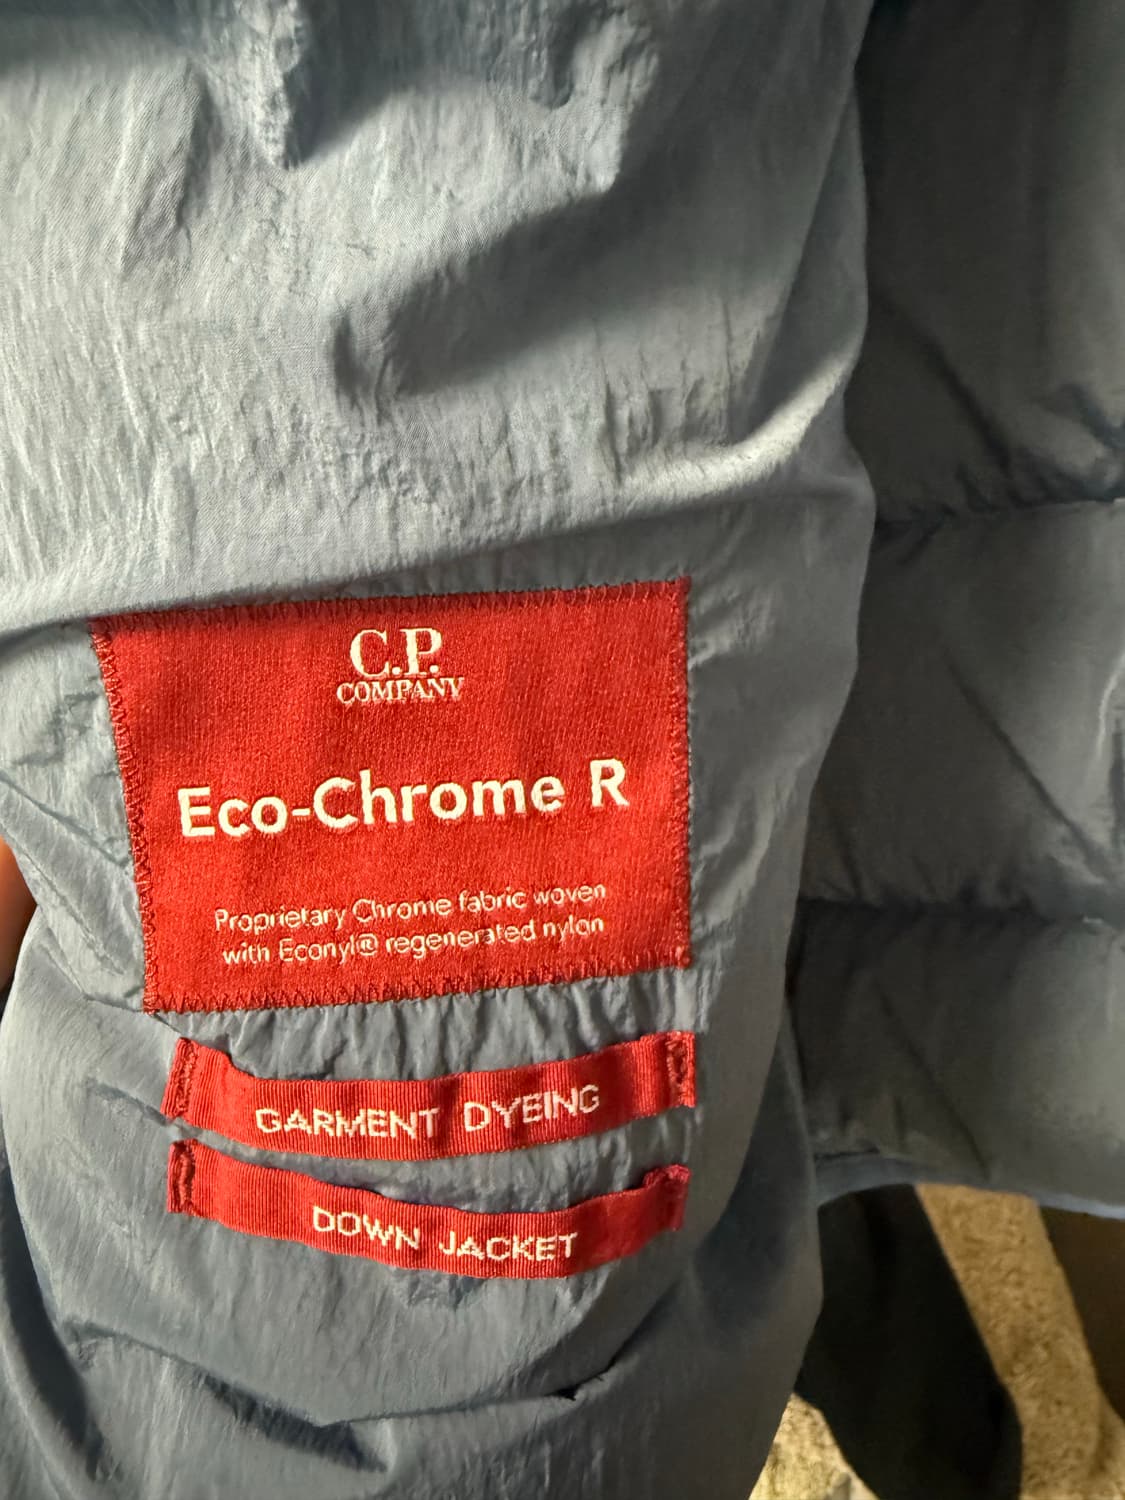 C.P.
COMPANY
Eco-Chrome R
Proprietary Chrome fabric woven
with Econyl® regenerated nylon
GARMENT DYEING
DOWN JACKET